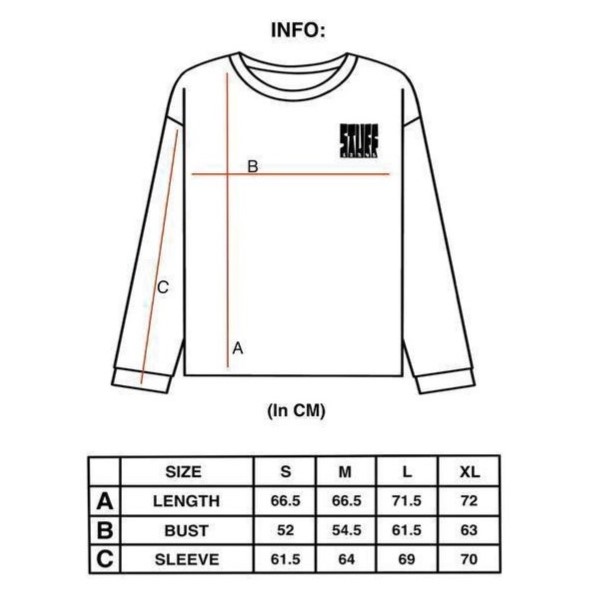 INFO:
STUFF
B
C
A
(In CM)
SIZE S M L XL
A LENGTH 66.5 66.5 71.5 72
B BUST 52 54.5 61.5 63
C SLEEVE 61.5 64 69 70